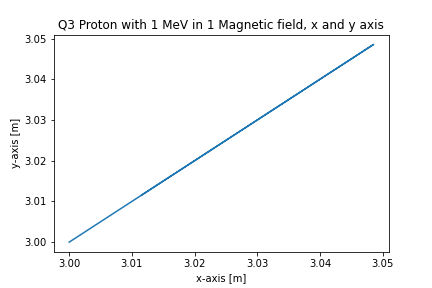 Q3 Proton with 1 MeV in 1 Magnetic field, x and y axis
3.05
3.04
3.03
3.02
3.01
3.00
y-axis [m]
3.00 3.01 3.02 3.03 3.04 3.05
x-axis [m]